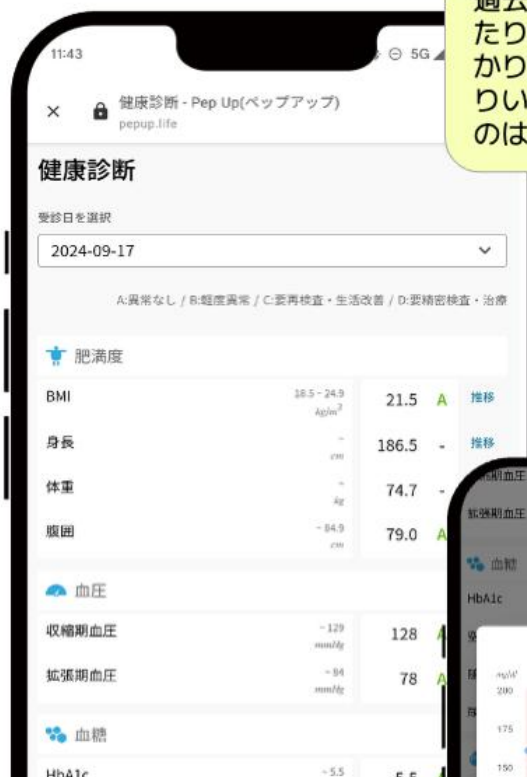 過去
たり
かり
りい
のは
11:43
5G
健康診断 - Pep Up(ペップアップ)
pepup.life
健康診断
受診日を選択
2024-09-17
A:異常なし / B:軽度異常 / C:要再検査・生活改善 / D:要精密検査・治療
肥満度
BMI 18.5 ~ 24.9 kg/m² 21.5 A 推移
身長 ~ cm 186.5 - 推移
体重 ~ kg 74.7 -
腹囲 ~ 84.9 cm 79.0 A
血圧
収縮期血圧 ~ 129 mmHg 128 A
拡張期血圧 ~ 84 mmHg 78 A
血糖
HbA1c ~ 5.5 5.5
期血圧
拡張期血圧
血糖
HbA1c
200
175
150